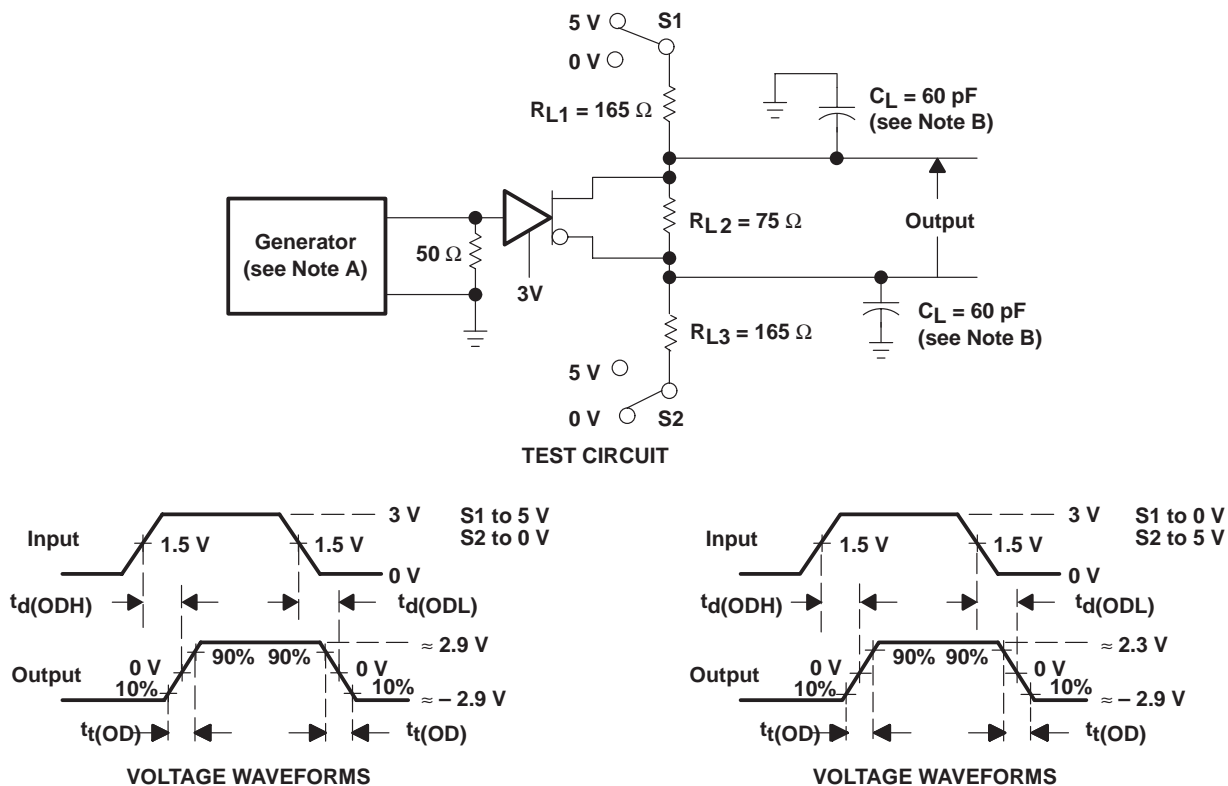 5 V
S1
0 V
RL1 = 165 Ω
CL = 60 pF
(see Note B)
Generator
(see Note A)
50 Ω
3V
RL2 = 75 Ω
Output
RL3 = 165 Ω
CL = 60 pF
(see Note B)
5 V
0 V
S2
TEST CIRCUIT
Input
1.5 V
1.5 V
3 V
0 V
S1 to 5 V
S2 to 0 V
td(ODH)
td(ODL)
Output
0 V
10%
90%
90%
0 V
10%
≈ 2.9 V
≈ – 2.9 V
tt(OD)
tt(OD)
VOLTAGE WAVEFORMS
Input
1.5 V
1.5 V
3 V
0 V
S1 to 0 V
S2 to 5 V
td(ODH)
td(ODL)
Output
0 V
10%
90%
90%
0 V
10%
≈ 2.3 V
≈ – 2.9 V
tt(OD)
tt(OD)
VOLTAGE WAVEFORMS